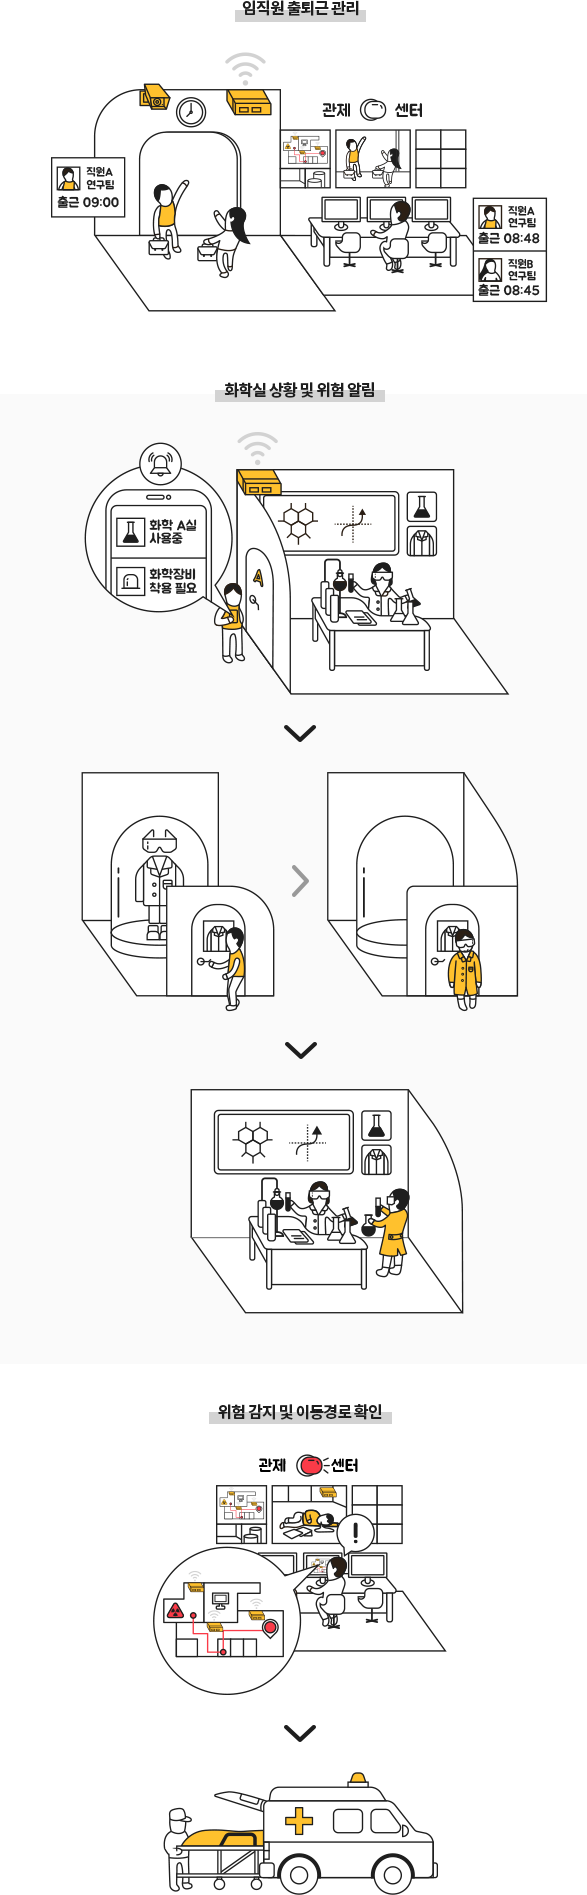 임직원 출퇴근 관리
관제 센터
직원A
연구팀
출근 09:00
직원A
연구팀
출근 08:48
직원B
연구팀
출근 08:45
화학실 상황 및 위험 알림
화학 A실
사용중
화학장비
착용 필요
A
위험 감지 및 이동경로 확인
관제 센터
!